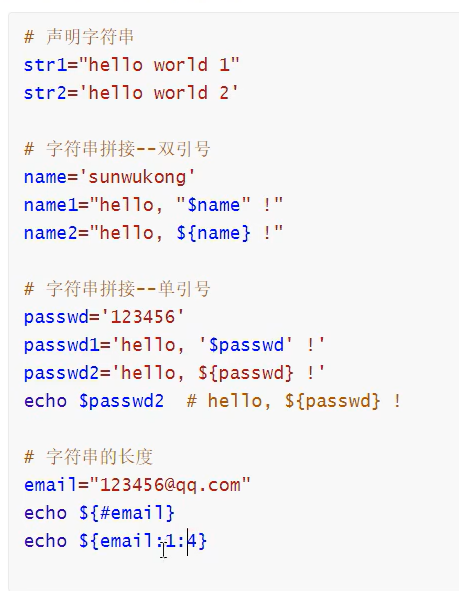 # 声明字符串
str1="hello world 1"
str2='hello world 2'
# 字符串拼接--双引号
name='sunwukong'
name1="hello, "$name" !"
name2="hello, ${name} !"
# 字符串拼接--单引号
passwd='123456'
passwd1='hello, '$passwd' !'
passwd2='hello, ${passwd} !'
echo $passwd2  # hello, ${passwd} !
# 字符串的长度
email="123456@qq.com"
echo ${#email}
echo ${email:1:4}